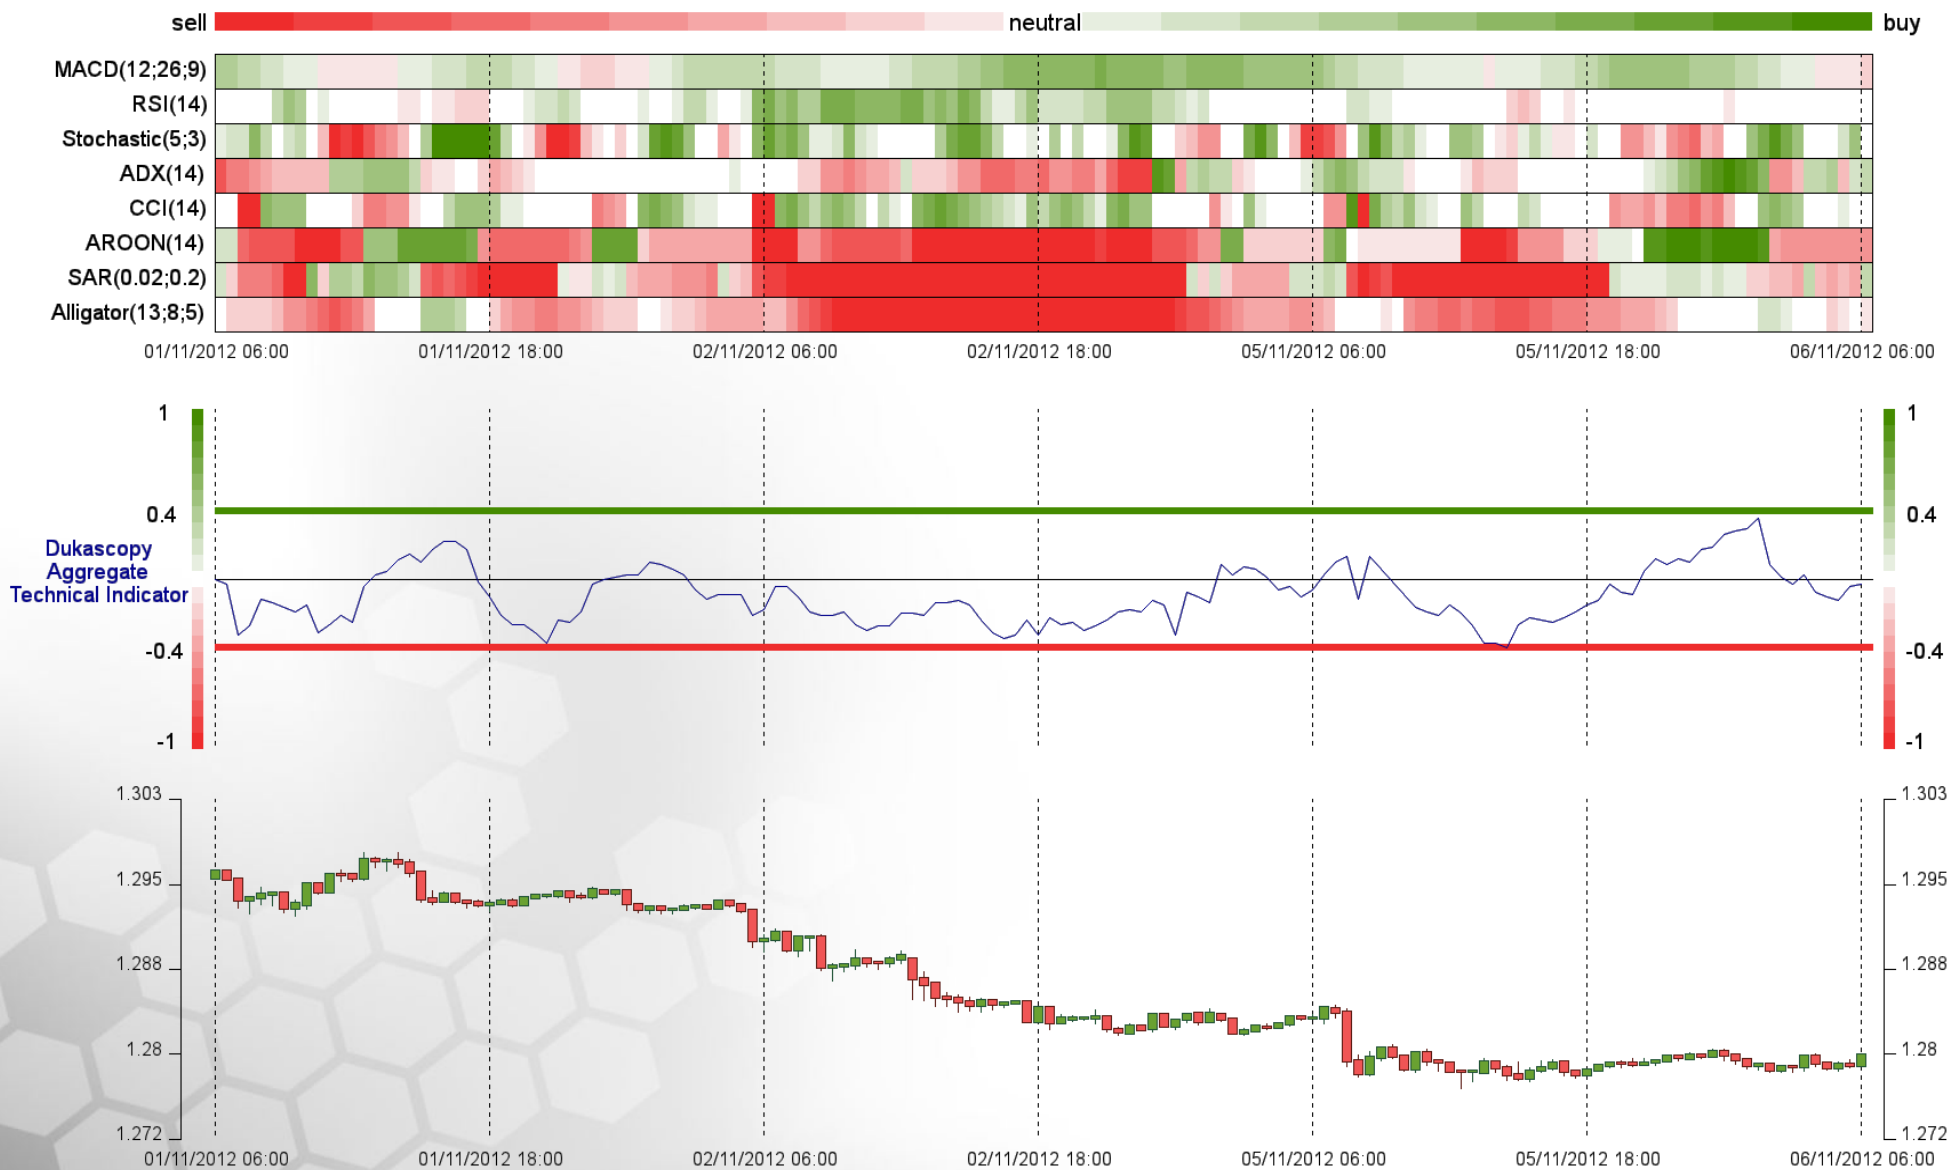 sell neutral buy
MACD(12;26;9)
RSI(14)
Stochastic(5;3)
ADX(14)
CCI(14)
AROON(14)
SAR(0.02;0.2)
Alligator(13;8;5)
01/11/2012 06:00 01/11/2012 18:00 02/11/2012 06:00 02/11/2012 18:00 05/11/2012 06:00 05/11/2012 18:00 06/11/2012 06:00
1 1
0.4 0.4
Dukascopy
Aggregate
Technical Indicator
-0.4 -0.4
-1 -1
1.303 1.303
1.295 1.295
1.288 1.288
1.28 1.28
1.272 1.272
01/11/2012 06:00 01/11/2012 18:00 02/11/2012 06:00 02/11/2012 18:00 05/11/2012 06:00 05/11/2012 18:00 06/11/2012 06:00